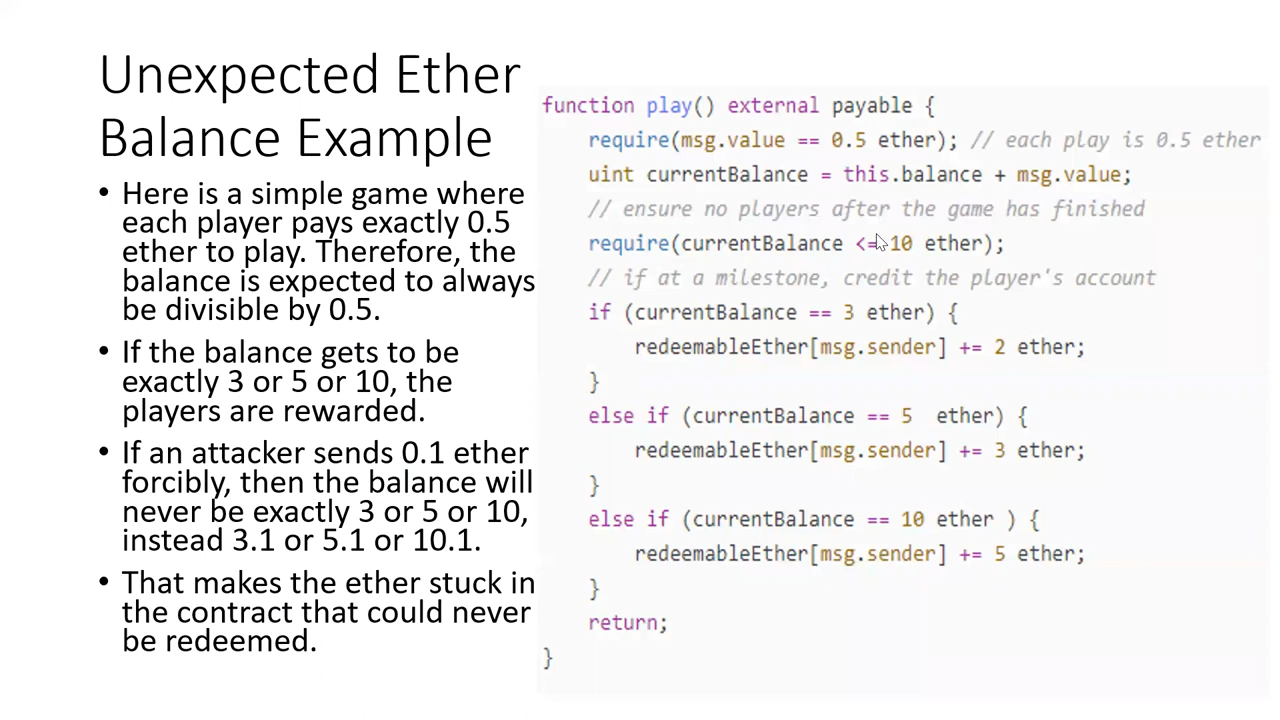 Unexpected Ether
Balance Example
• Here is a simple game where
each player pays exactly 0.5
ether to play. Therefore, the
balance is expected to always
be divisible by 0.5.
• If the balance gets to be
exactly 3 or 5 or 10, the
players are rewarded.
• If an attacker sends 0.1 ether
forcibly, then the balance will
never be exactly 3 or 5 or 10,
instead 3.1 or 5.1 or 10.1.
• That makes the ether stuck in
the contract that could never
be redeemed.
function play() external payable {
require(msg.value == 0.5 ether); // each play is 0.5 ether
uint currentBalance = this.balance + msg.value;
// ensure no players after the game has finished
require(currentBalance <= 10 ether);
// if at a milestone, credit the player's account
if (currentBalance == 3 ether) {
redeemableEther[msg.sender] += 2 ether;
}
else if (currentBalance == 5  ether) {
redeemableEther[msg.sender] += 3 ether;
}
else if (currentBalance == 10 ether ) {
redeemableEther[msg.sender] += 5 ether;
}
return;
}